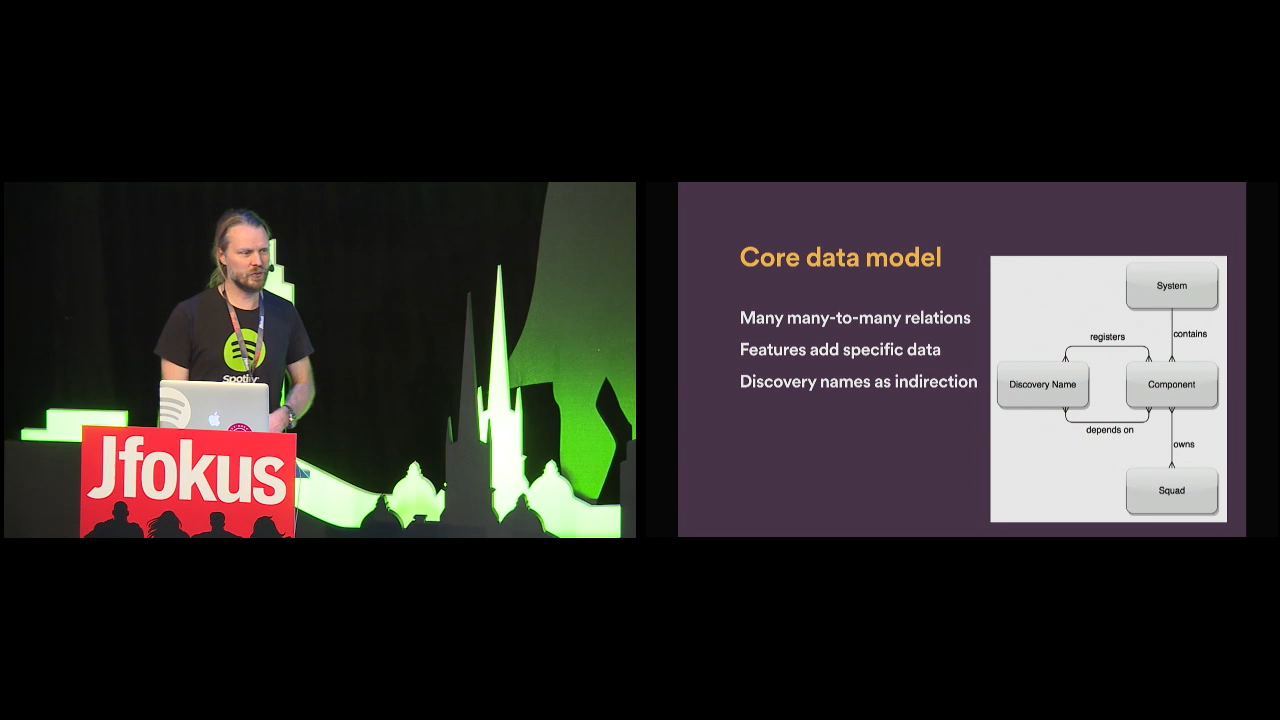 Spotify
Jfokus
Core data model
Many many-to-many relations
Features add specific data
Discovery names as indirection
System
contains
registers
Discovery Name
Component
depends on
owns
Squad